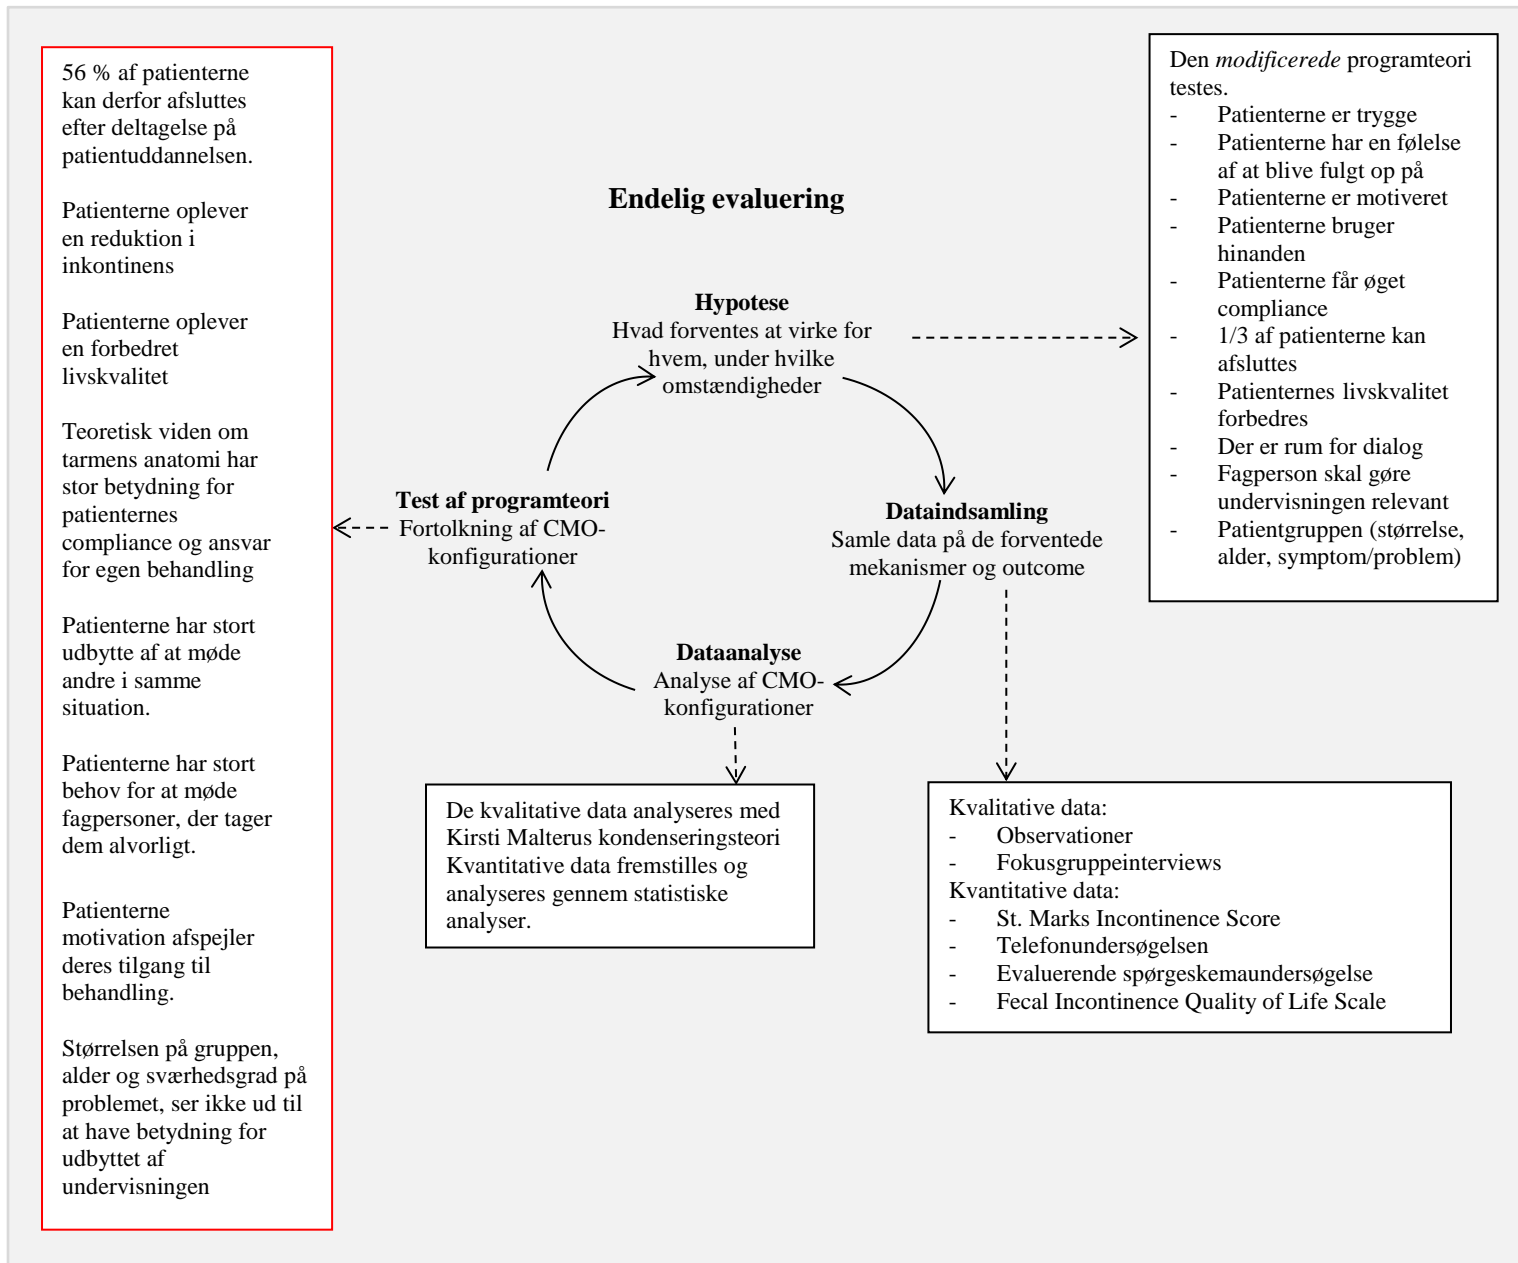 56 % af patienterne
kan derfor afsluttes
efter deltagelse på
patientuddannelsen.
Patienterne oplever
en reduktion i
inkontinens
Patienterne oplever
en forbedret
livskvalitet
Teoretisk viden om
tarmens anatomi har
stor betydning for
patienternes
compliance og ansvar
for egen behandling
Patienterne har stort
udbytte af at møde
andre i samme
situation.
Patienterne har stort
behov for at møde
fagpersoner, der tager
dem alvorligt.
Patienterne
motivation afspejler
deres tilgang til
behandling.
Størrelsen på gruppen,
alder og sværhedsgrad på
problemet, ser ikke ud til
at have betydning for
udbyttet af
undervisningen
Endelig evaluering
Hypotese
Hvad forventes at virke for
hvem, under hvilke
omstændigheder
Den modificerede programteori
testes.
- Patienterne er trygge
- Patienterne har en følelse
af at blive fulgt op på
- Patienterne er motiveret
- Patienterne bruger
hinanden
- Patienterne får øget
compliance
- 1/3 af patienterne kan
afsluttes
- Patienternes livskvalitet
forbedres
- Der er rum for dialog
- Fagperson skal gøre
undervisningen relevant
- Patientgruppen (størrelse,
alder, symptom/problem)
Test af programteori
Fortolkning af CMO-
konfigurationer
Dataindsamling
Samle data på de forventede
mekanismer og outcome
Dataanalyse
Analyse af CMO-
konfigurationer
De kvalitative data analyseres med
Kirsti Malterus kondenseringsteori
Kvantitative data fremstilles og
analyseres gennem statistiske
analyser.
Kvalitative data:
- Observationer
- Fokusgruppeinterviews
Kvantitative data:
- St. Marks Incontinence Score
- Telefonundersøgelsen
- Evaluerende spørgeskemaundersøgelse
- Fecal Incontinence Quality of Life Scale